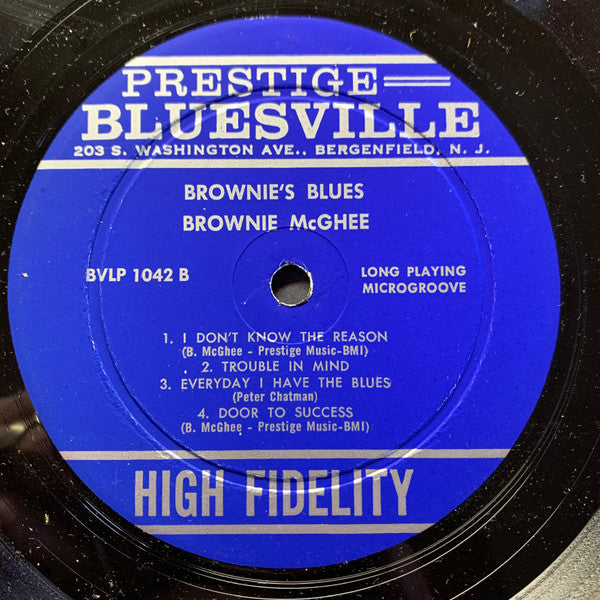 PRESTIGE
BLUESVILLE
203 S. WASHINGTON AVE., BERGENFIELD, N. J.
BROWNIE'S BLUES
BROWNIE McGHEE
BVLP 1042 B
LONG PLAYING
MICROGROOVE
1. I DON'T KNOW THE REASON
(B. McGhee - Prestige Music-BMI)
2. TROUBLE IN MIND
3. EVERYDAY I HAVE THE BLUES
(Peter Chatman)
4. DOOR TO SUCCESS
(B. McGhee - Prestige Music-BMI)
HIGH FIDELITY